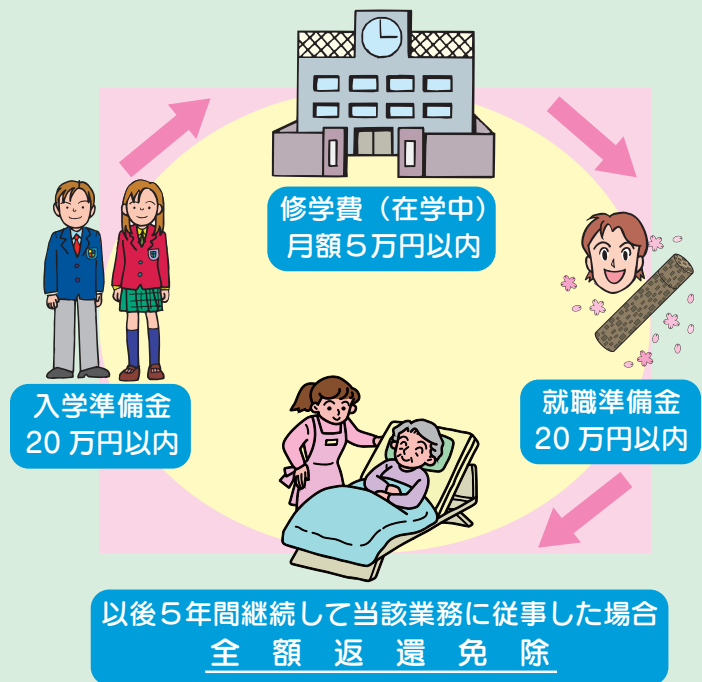 修学費（在学中）
月額５万円以内
入学準備金
20 万円以内
就職準備金
20 万円以内
以後５年間継続して当該業務に従事した場合
全額返還免除